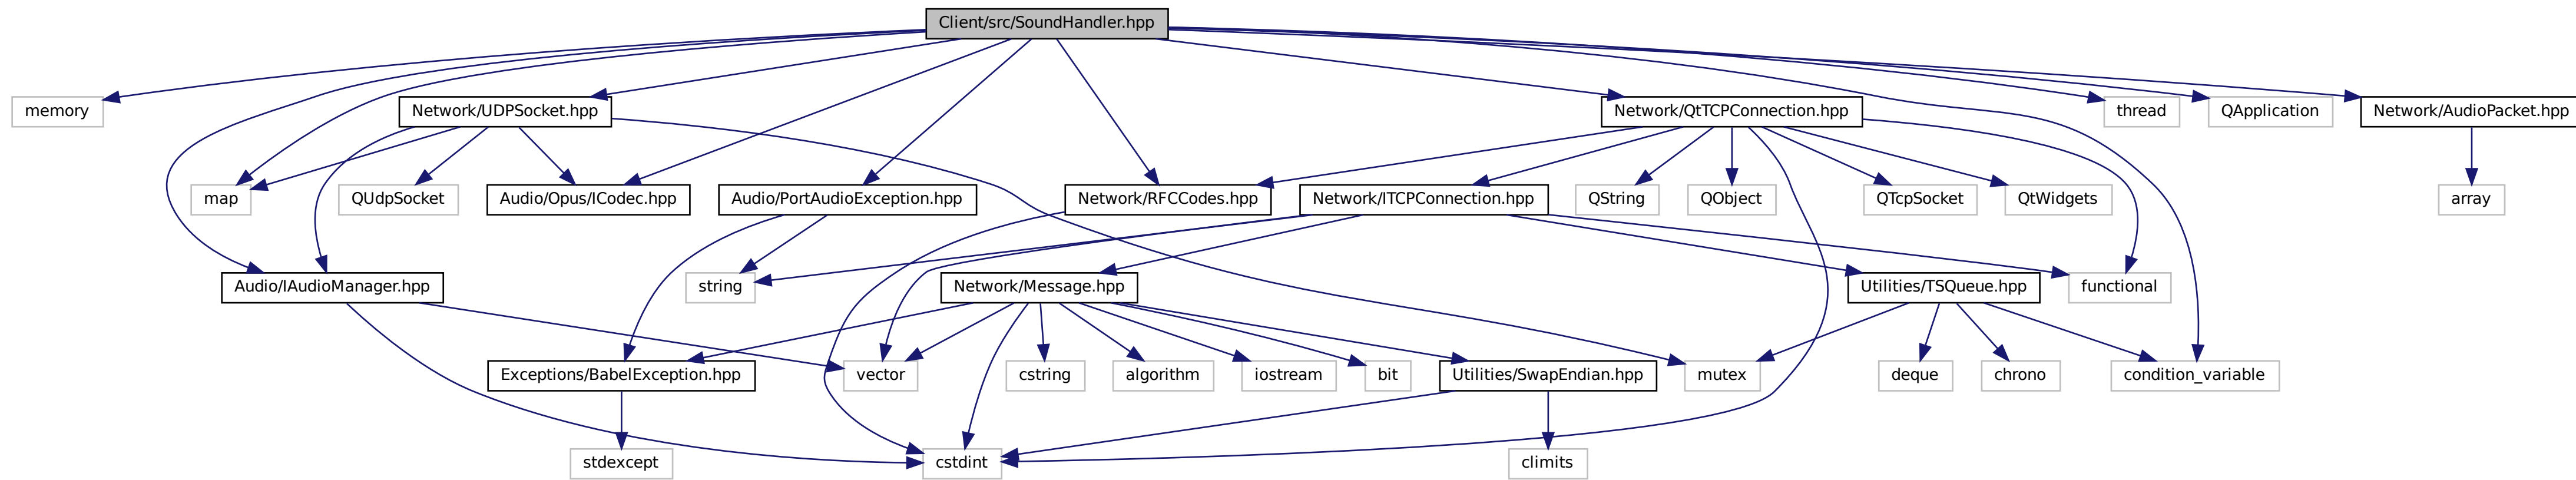 Client/src/SoundHandler.hpp
memory
Network/UDPSocket.hpp
Network/QtTCPConnection.hpp
thread
QApplication
Network/AudioPacket.hpp
map
QUdpSocket
Audio/Opus/ICodec.hpp
Audio/PortAudioException.hpp
Network/RFCCodes.hpp
Network/ITCPConnection.hpp
QString
QObject
QTcpSocket
QtWidgets
array
Audio/IAudioManager.hpp
string
Network/Message.hpp
Utilities/TSQueue.hpp
functional
Exceptions/BabelException.hpp
vector
cstring
algorithm
iostream
bit
Utilities/SwapEndian.hpp
mutex
deque
chrono
condition_variable
stdexcept
cstdint
climits